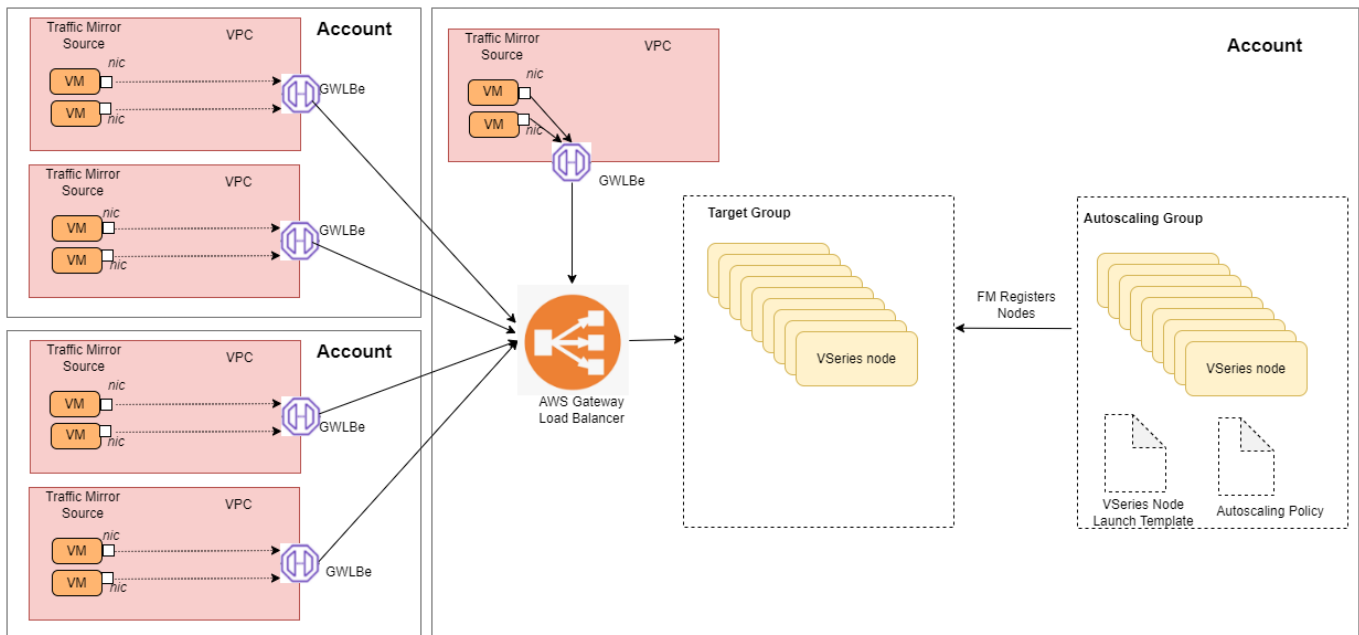 Traffic Mirror
Source
VPC
Account
nic
VM
GWLBe
VM
nic
Traffic Mirror
Source
VPC
nic
VM
GWLBe
VM
nic
Traffic Mirror
Source
VPC
Account
nic
VM
VM
GWLBe
nic
Traffic Mirror
Source
VPC
nic
VM
GWLBe
VM
nic
Traffic Mirror
Source
VPC
Account
nic
VM
VM
nic
GWLBe
AWS Gateway
Load Balancer
Target Group
VSeries node
FM Registers
Nodes
Autoscaling Group
VSeries node
VSeries Node
Launch Template
Autoscaling Policy